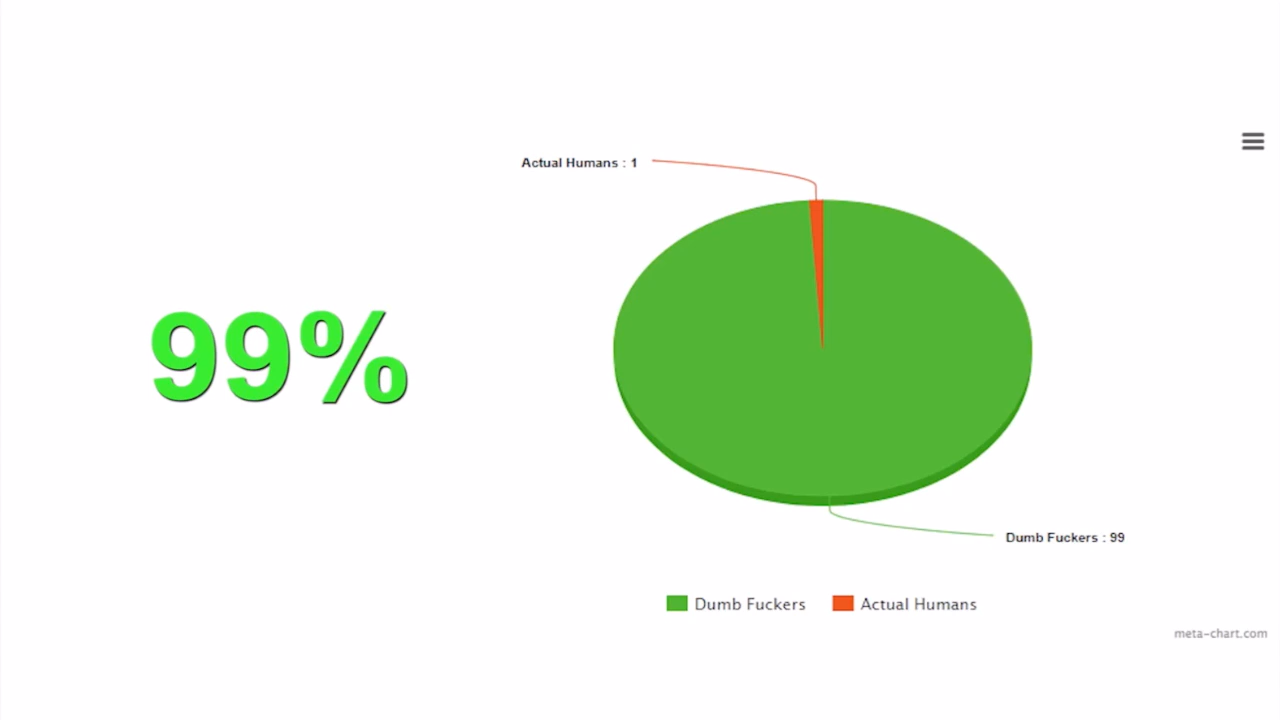 Actual Humans : 1
99%
Dumb Fuckers : 99
Dumb Fuckers
Actual Humans
meta-chart.com